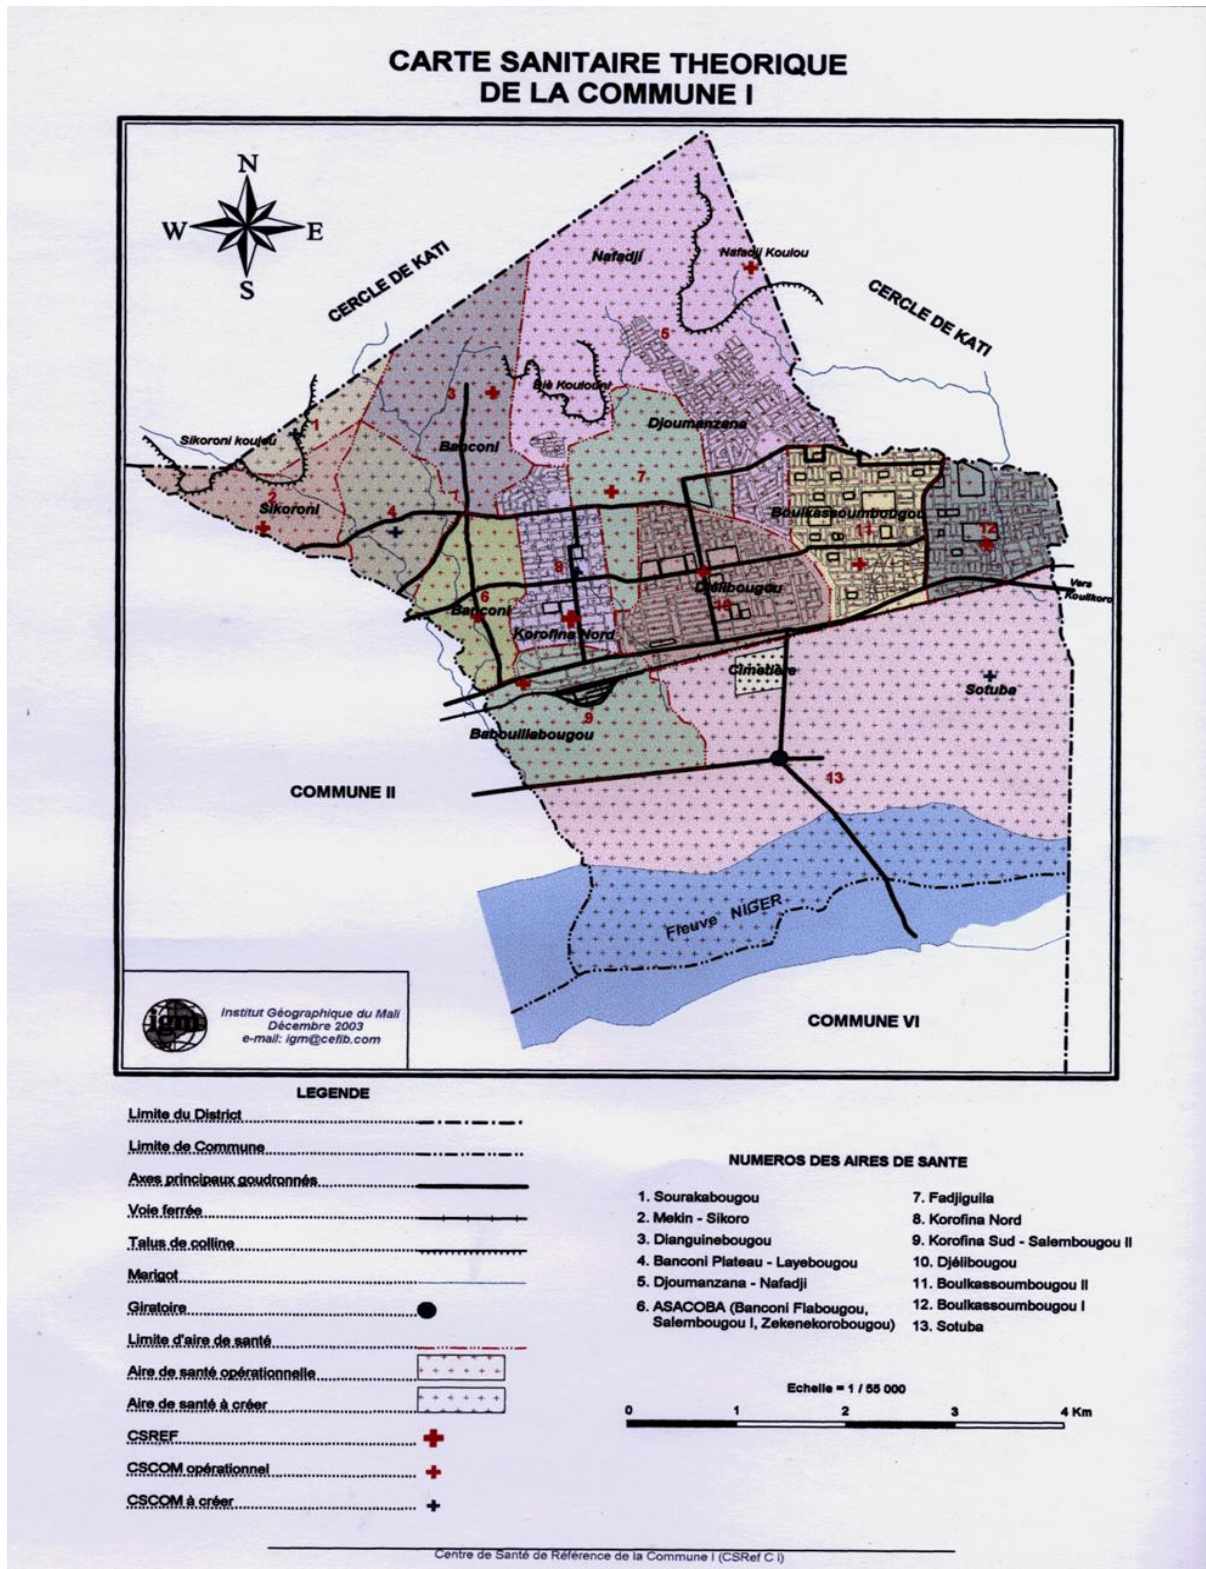 CARTE SANITAIRE THEORIQUE
DE LA COMMUNE I
N
W
E
S
CERCLE DE KATI
CERCLE DE KATI
Nafadji
Nafadji Koulou
5
1
3
Sikoroni koulou
Banconi
Djoumanzana
7
2
Sikoroni
4
Boulkassoumbougou
11
12
8
6
Banconi
Djélibougou
10
Vers
Koulikoro
Korofina Nord
Cimetière
Sotuba
9
Babouillabougou
13
COMMUNE II
Fleuve NIGER
COMMUNE VI
igm
Institut Géographique du Mali
Décembre 2003
e-mail: igm@cefib.com
LEGENDE
Limite du District
Limite de Commune
Axes principaux goudronnés
Voie ferrée
Talus de colline
Marigot
Giratoire
Limite d'aire de santé
Aire de santé opérationnelle
Aire de santé à créer
CSREF
CSCOM opérationnel
CSCOM à créer
NUMEROS DES AIRES DE SANTE
1. Sourakabougou
2. Mekin - Sikoro
3. Dianguinebougou
4. Banconi Plateau - Layebougou
5. Djoumanzana - Nafadji
6. ASACOBA (Banconi Flabougou,
Salembougou I, Zekenekorobougou)
7. Fadjiguila
8. Korofina Nord
9. Korofina Sud - Salembougou II
10. Djélibougou
11. Boulkassoumbougou II
12. Boulkassoumbougou I
13. Sotuba
Echelle = 1 / 55 000
0 1 2 3 4 Km
Centre de Santé de Référence de la Commune I (CSRef C I)